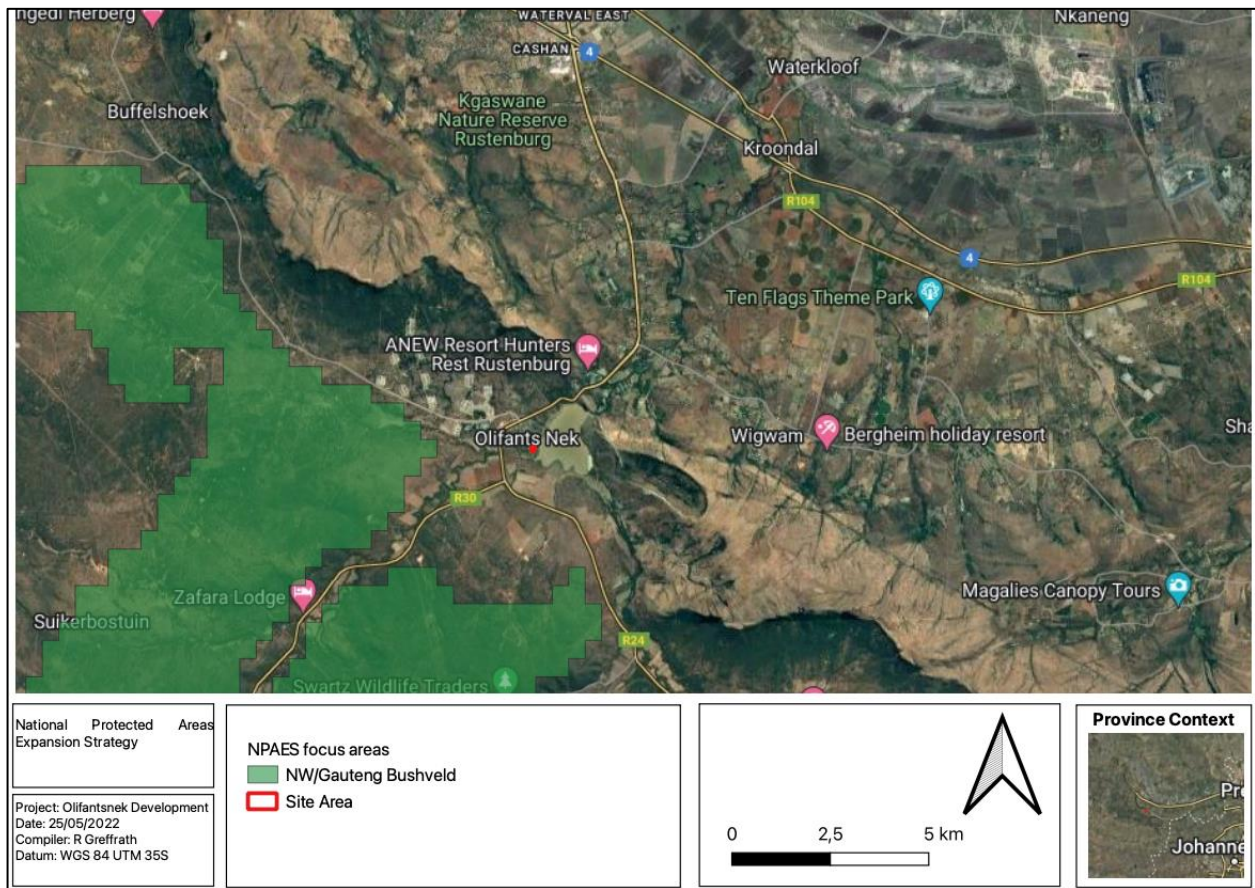 ngedi Herberg
WATERVAL EAST
Nkaneng
CASHAN
4
Waterkloof
Buffelshoek
Kgaswane
Nature Reserve
Rustenburg
Kroondal
R104
4
R104
Ten Flags Theme Park
ANEW Resort Hunters
Rest Rustenburg
Olifants Nek
Wigwam
Bergheim holiday resort
Sha
R30
Zafara Lodge
Magalies Canopy Tours
Suikerbostuin
R24
Swartz Wildlife Traders
National Protected Areas
Expansion Strategy
Project: Olifantsnek Development
Date: 25/05/2022
Compiler: R Greffrath
Datum: WGS 84 UTM 35S
NPAES focus areas
NW/Gauteng Bushveld
Site Area
0 2,5 5 km
Province Context
Pre
Johanne